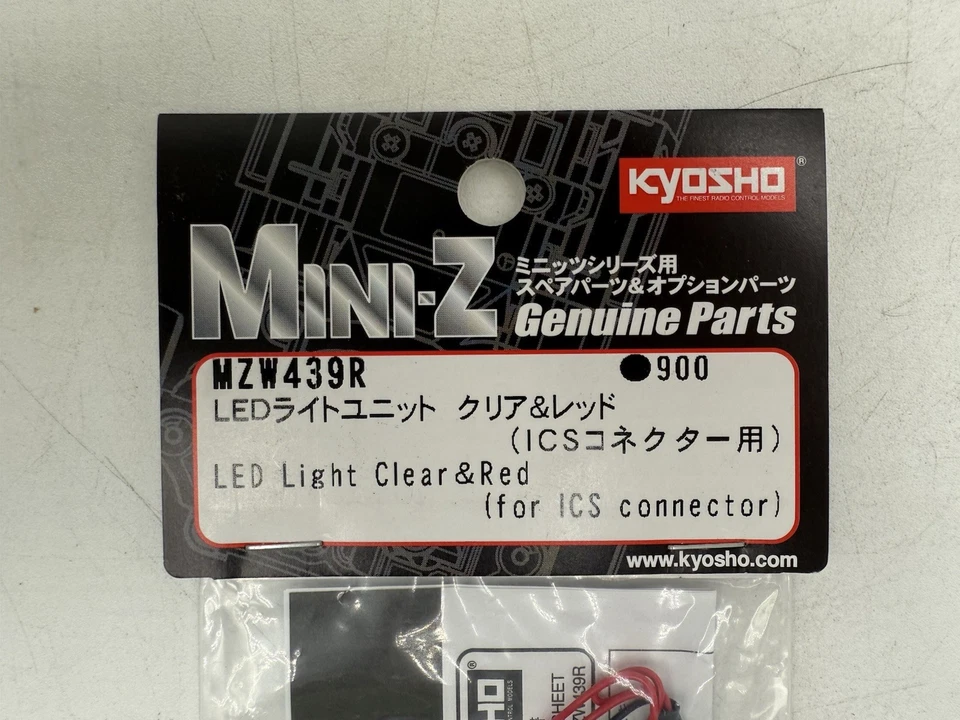 KYOSHO®
THE FINEST RADIO CONTROL MODELS
MINI-Z
ミニッツシリーズ用
スペアパーツ&オプションパーツ
Genuine Parts
MZW439R ●900
LEDライトユニット クリア&レッド
(ICSコネクター用)
LED Light Clear&Red
(for ICS connector)
www.kyosho.com